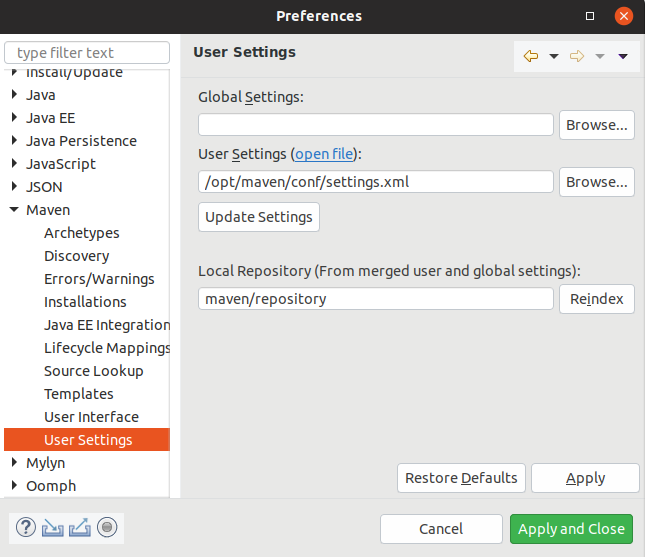 Preferences
type filter text
User Settings
Install/Update
Java
Java EE
Java Persistence
JavaScript
JSON
Maven
Archetypes
Discovery
Errors/Warnings
Installations
Java EE Integration
Lifecycle Mappings
Source Lookup
Templates
User Interface
User Settings
Mylyn
Oomph
Global Settings:
Browse...
User Settings (open file):
/opt/maven/conf/settings.xml
Browse...
Update Settings
Local Repository (From merged user and global settings):
maven/repository
Reindex
Restore Defaults
Apply
?
Cancel
Apply and Close